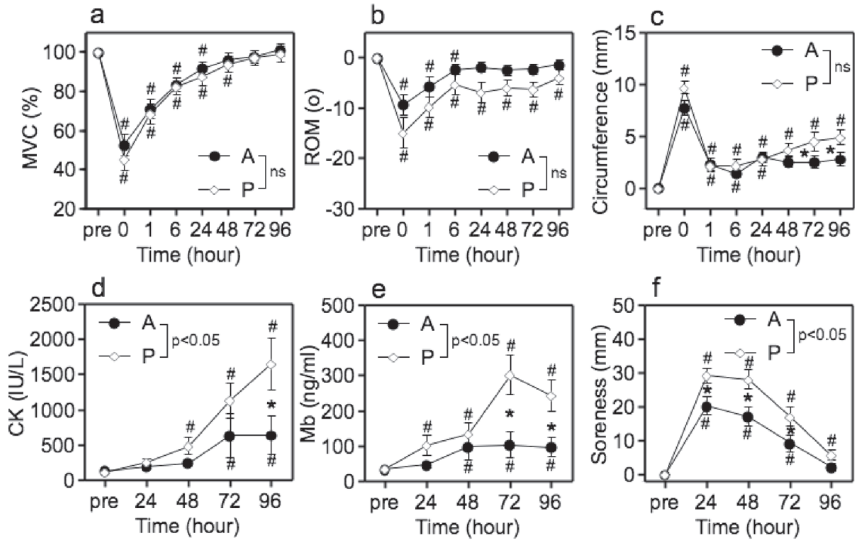 a
MVC (%)
100
80
60
40
20
# # # # #
# # # #
A
P
ns
pre 0 1 6 24 48 72 96
Time (hour)
b
ROM (o)
0
-10
-20
-30
# # #
# # # # # # #
A
P
ns
pre 0 1 6 24 48 72 96
Time (hour)
c
Circumference (mm)
15
10
5
0
A
P
ns
# # # # # # #
* *
# # # #
pre 0 1 6 24 48 72 96
Time (hour)
d
CK (IU/L)
2500
2000
1500
1000
500
0
A
P
p<0.05
# # #
*
# #
pre 24 48 72 96
Time (hour)
e
Mb (ng/ml)
500
400
300
200
100
0
A
P
p<0.05
# # # #
* *
# # #
pre 24 48 72 96
Time (hour)
f
Soreness (mm)
50
40
30
20
10
0
A
P
p<0.05
# # # #
* * *
# # #
pre 24 48 72 96
Time (hour)